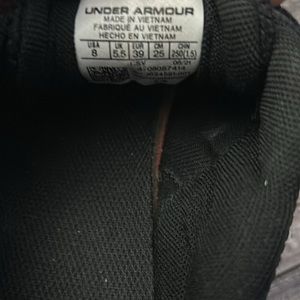 UNDER ARMOUR
MADE IN VIETNAM
FABRIQUÉ AU VIETNAM
HECHO EN VIETNAM
USA UK EUR CM CHN
8 5.5 39 25 250(1.5)